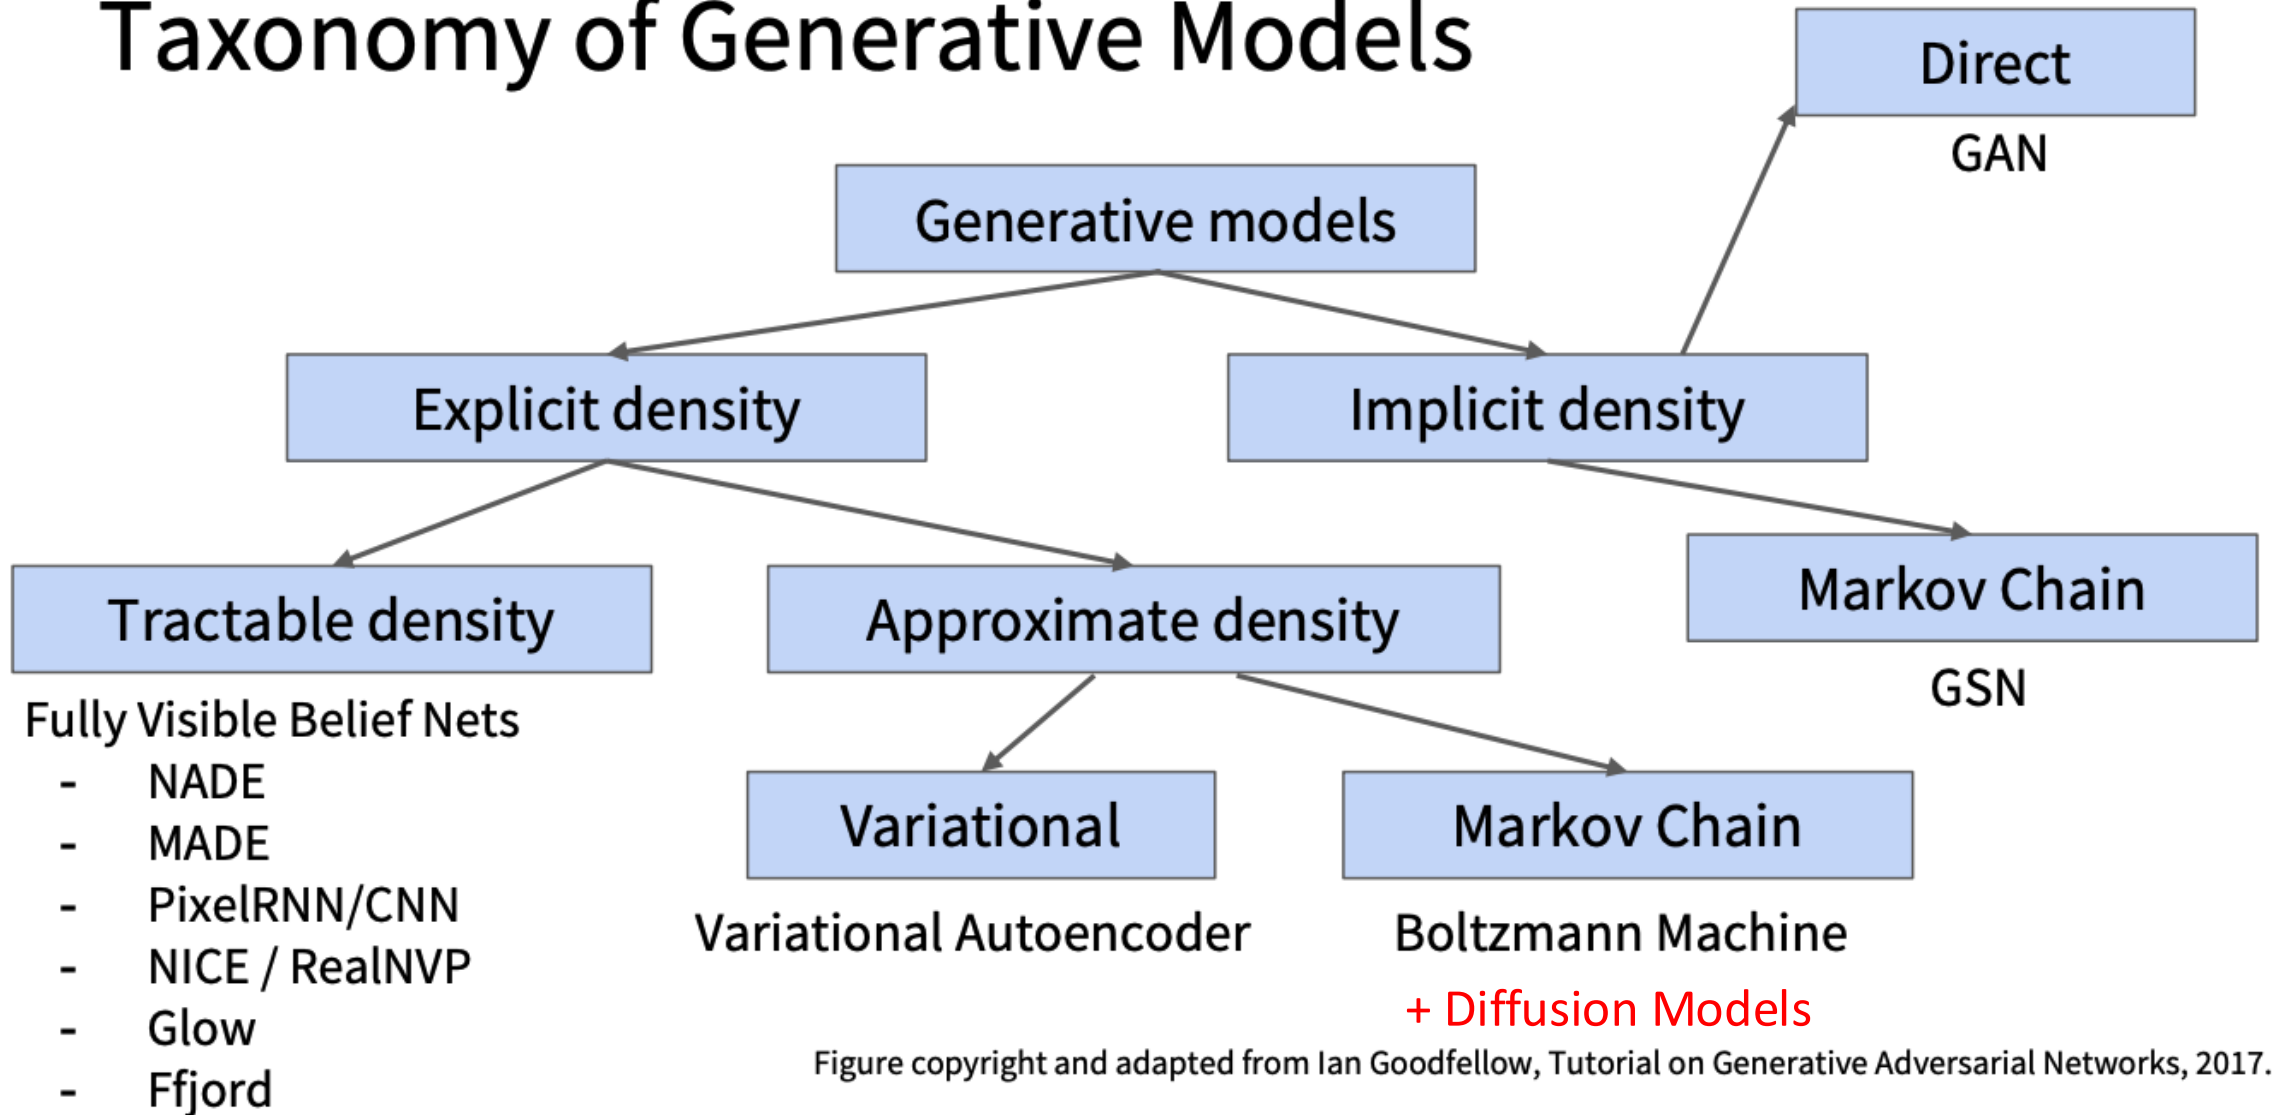 Taxonomy of Generative Models
Direct
GAN
Generative models
Explicit density
Implicit density
Tractable density
Approximate density
Markov Chain
GSN
Fully Visible Belief Nets
- NADE
- MADE
- PixelRNN/CNN
- NICE / RealNVP
- Glow
- Ffjord
Variational
Markov Chain
Variational Autoencoder
Boltzmann Machine
+ Diffusion Models
Figure copyright and adapted from Ian Goodfellow, Tutorial on Generative Adversarial Networks, 2017.